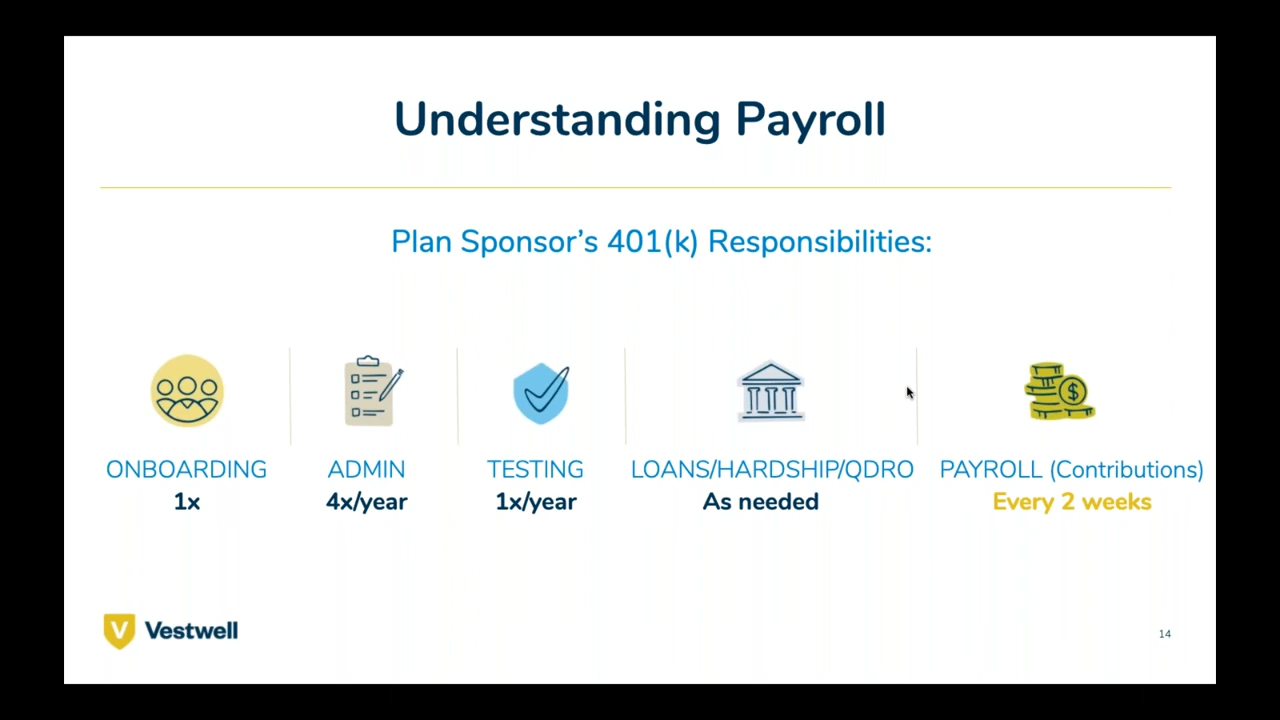 Understanding Payroll
Plan Sponsor’s 401(k) Responsibilities:
ONBOARDING
1x
ADMIN
4x/year
TESTING
1x/year
LOANS/HARDSHIP/QDRO
As needed
$
PAYROLL (Contributions)
Every 2 weeks
V Vestwell
14